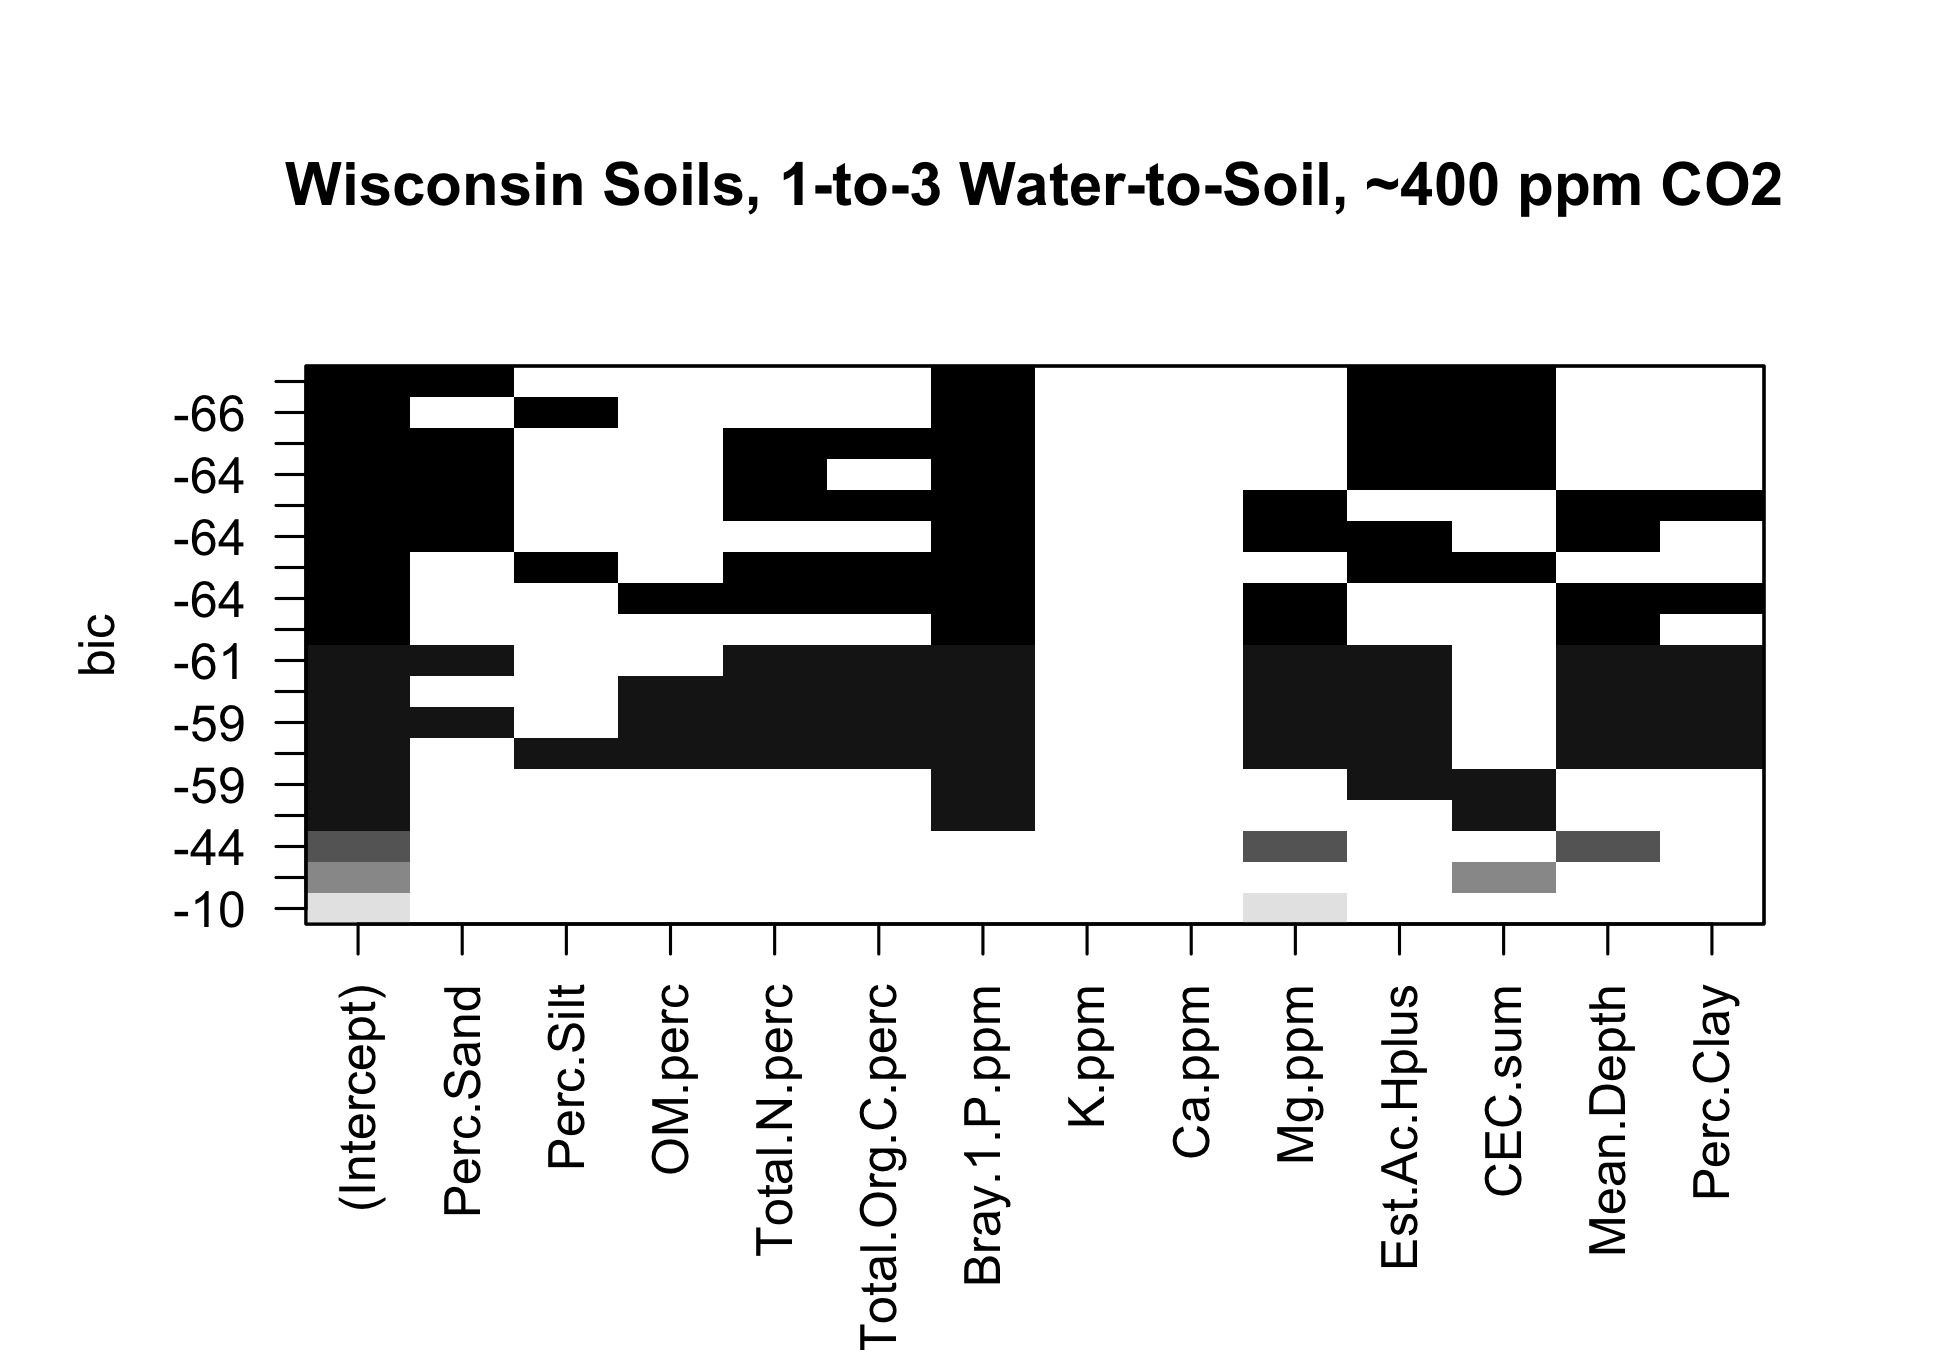 Wisconsin Soils, 1-to-3 Water-to-Soil, ~400 ppm CO2
bic
-66
-64
-64
-64
-61
-59
-59
-44
-10
(Intercept)
Perc.Sand
Perc.Silt
OM.perc
Total.N.perc
Total.Org.C.perc
Bray.1.P.ppm
K.ppm
Ca.ppm
Mg.ppm
Est.Ac.Hplus
CEC.sum
Mean.Depth
Perc.Clay